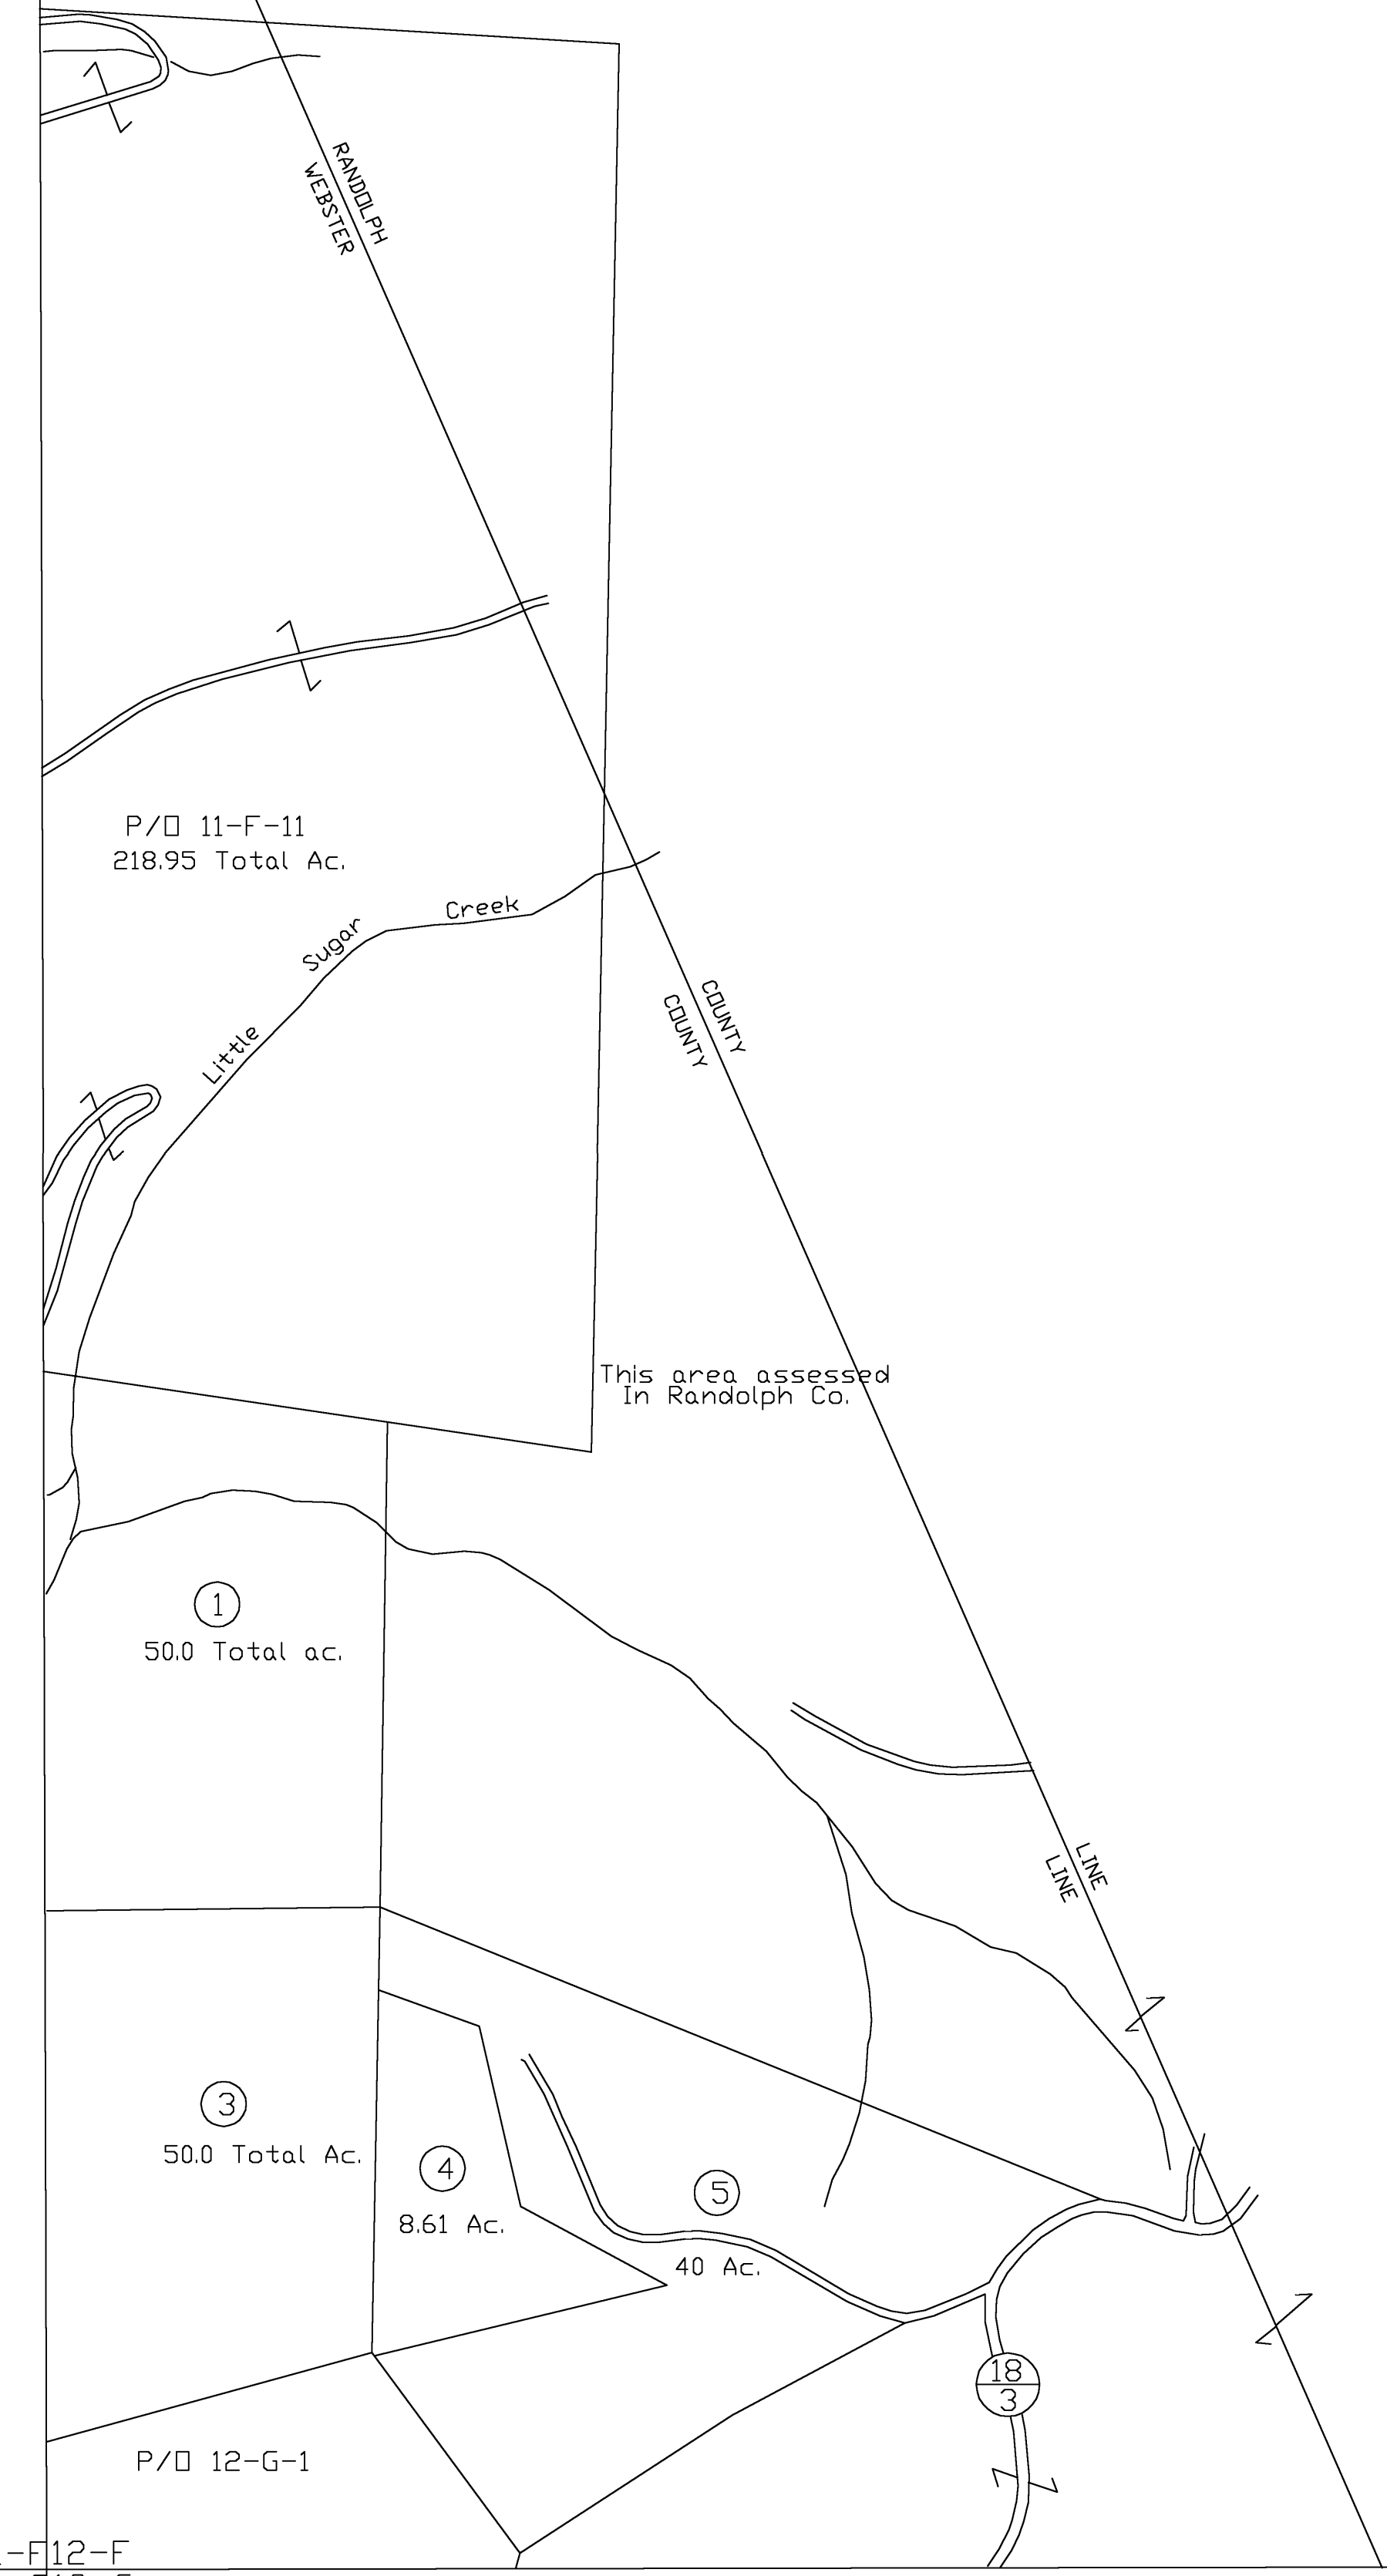 RANDOLPH
WEBSTER
P/O 11-F-11
218.95 Total Ac.
Little Sugar Creek
COUNTY
COUNTY
This area assessed
In Randolph Co.
1
50.0 Total ac.
LINE
LINE
3
50.0 Total Ac.
4
8.61 Ac.
5
40 Ac.
18
3
P/O 12-G-1
-F12-F